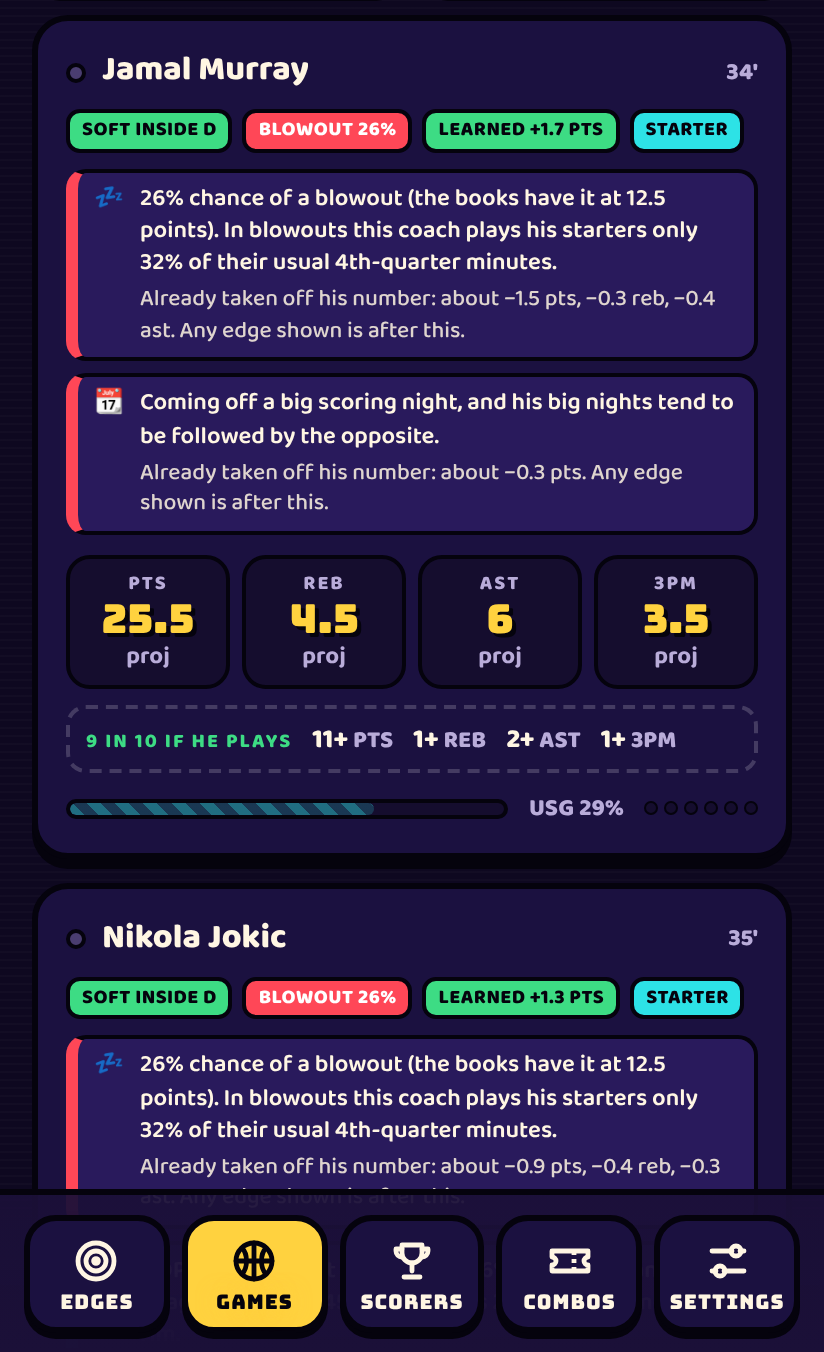 Jamal Murray 34'
SOFT INSIDE D BLOWOUT 26% LEARNED +1.7 PTS STARTER
26% chance of a blowout (the books have it at 12.5
points). In blowouts this coach plays his starters only
32% of their usual 4th-quarter minutes.
Already taken off his number: about −1.5 pts, −0.3 reb, −0.4
ast. Any edge shown is after this.
July
17
Coming off a big scoring night, and his big nights tend to
be followed by the opposite.
Already taken off his number: about −0.3 pts. Any edge
shown is after this.
PTS REB AST 3PM
25.5 4.5 6 3.5
proj proj proj proj
9 IN 10 IF HE PLAYS 11+ PTS 1+ REB 2+ AST 1+ 3PM
USG 29%
Nikola Jokic 35'
SOFT INSIDE D BLOWOUT 26% LEARNED +1.3 PTS STARTER
26% chance of a blowout (the books have it at 12.5
points). In blowouts this coach plays his starters only
32% of their usual 4th-quarter minutes.
Already taken off his number: about −0.9 pts, −0.4 reb, −0.3
ast. Any edge shown is after this.
EDGES GAMES SCORERS COMBOS SETTINGS